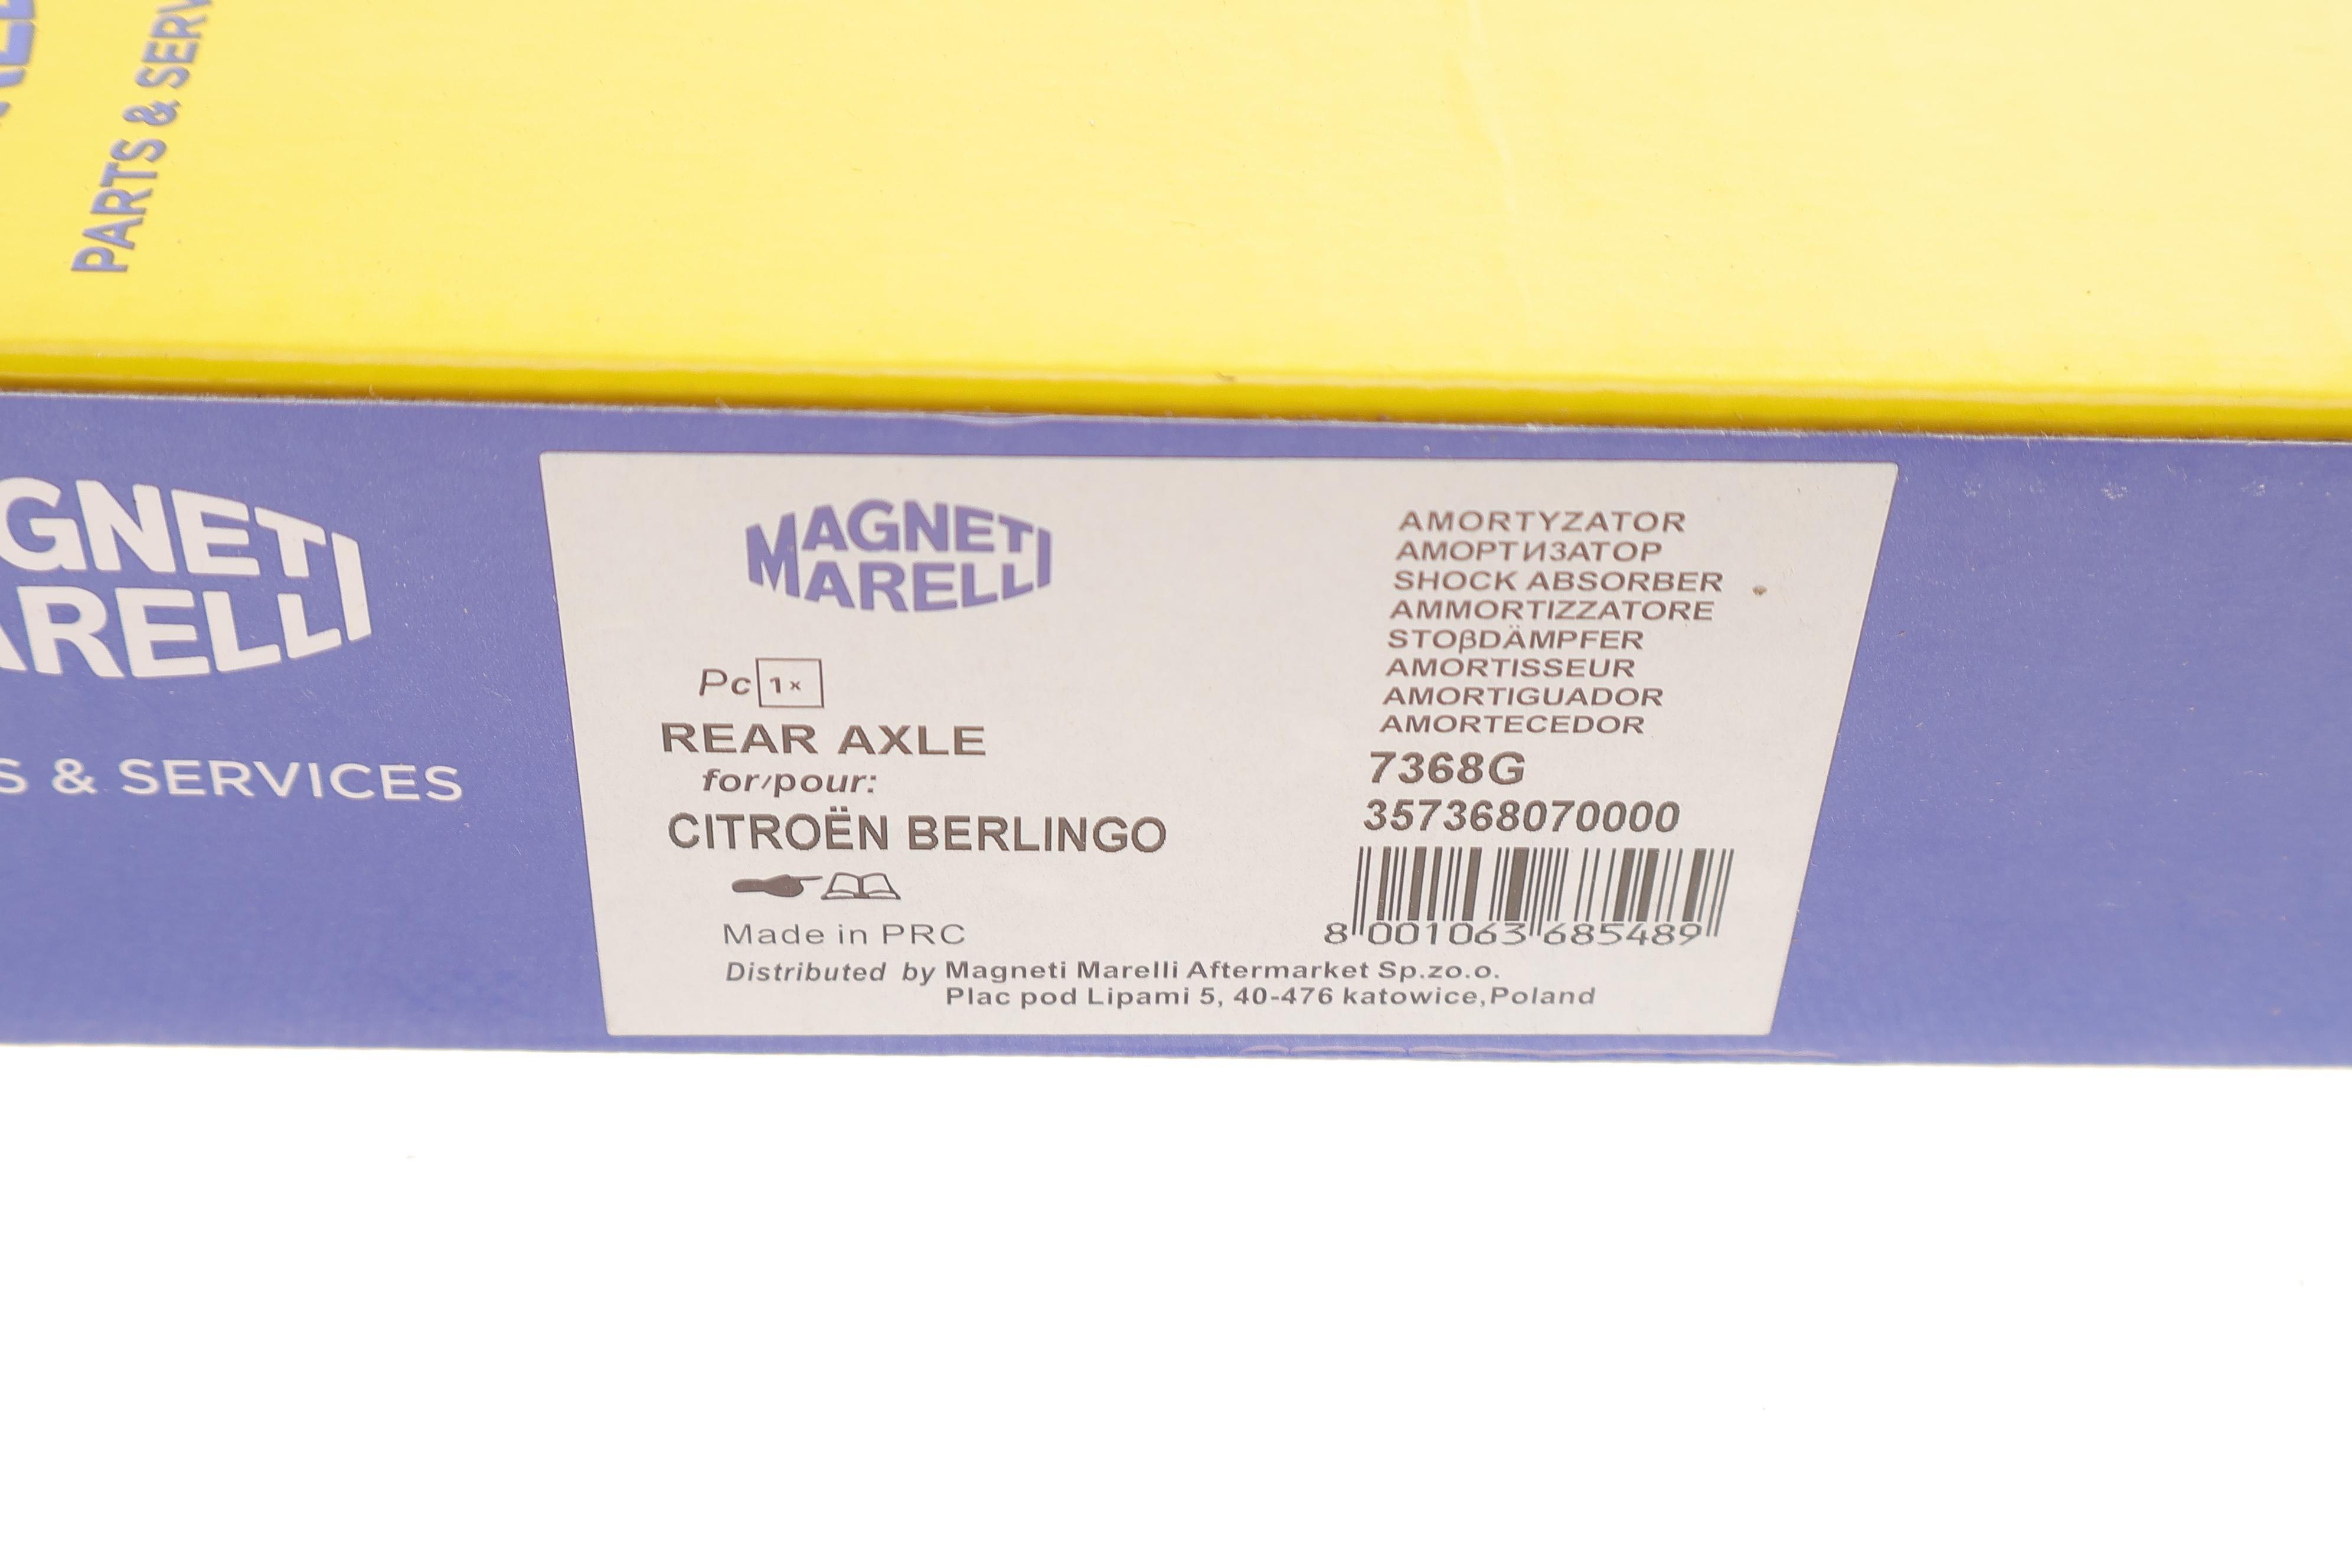 PARTS & SERV
GNETI
ARELLI
S & SERVICES
MAGNETI
MARELLI
Pc 1x
REAR AXLE
for/pour:
CITROËN BERLINGO
Made in PRC
Distributed by Magneti Marelli Aftermarket Sp.zo.o.
Plac pod Lipami 5, 40-476 katowice,Poland
AMORTYZATOR
АМОРТИЗАТОР
SHOCK ABSORBER
AMMORTIZZATORE
STOβDÄMPFER
AMORTISSEUR
AMORTIGUADOR
AMORTECEDOR
7368G
357368070000
8 001063 685489